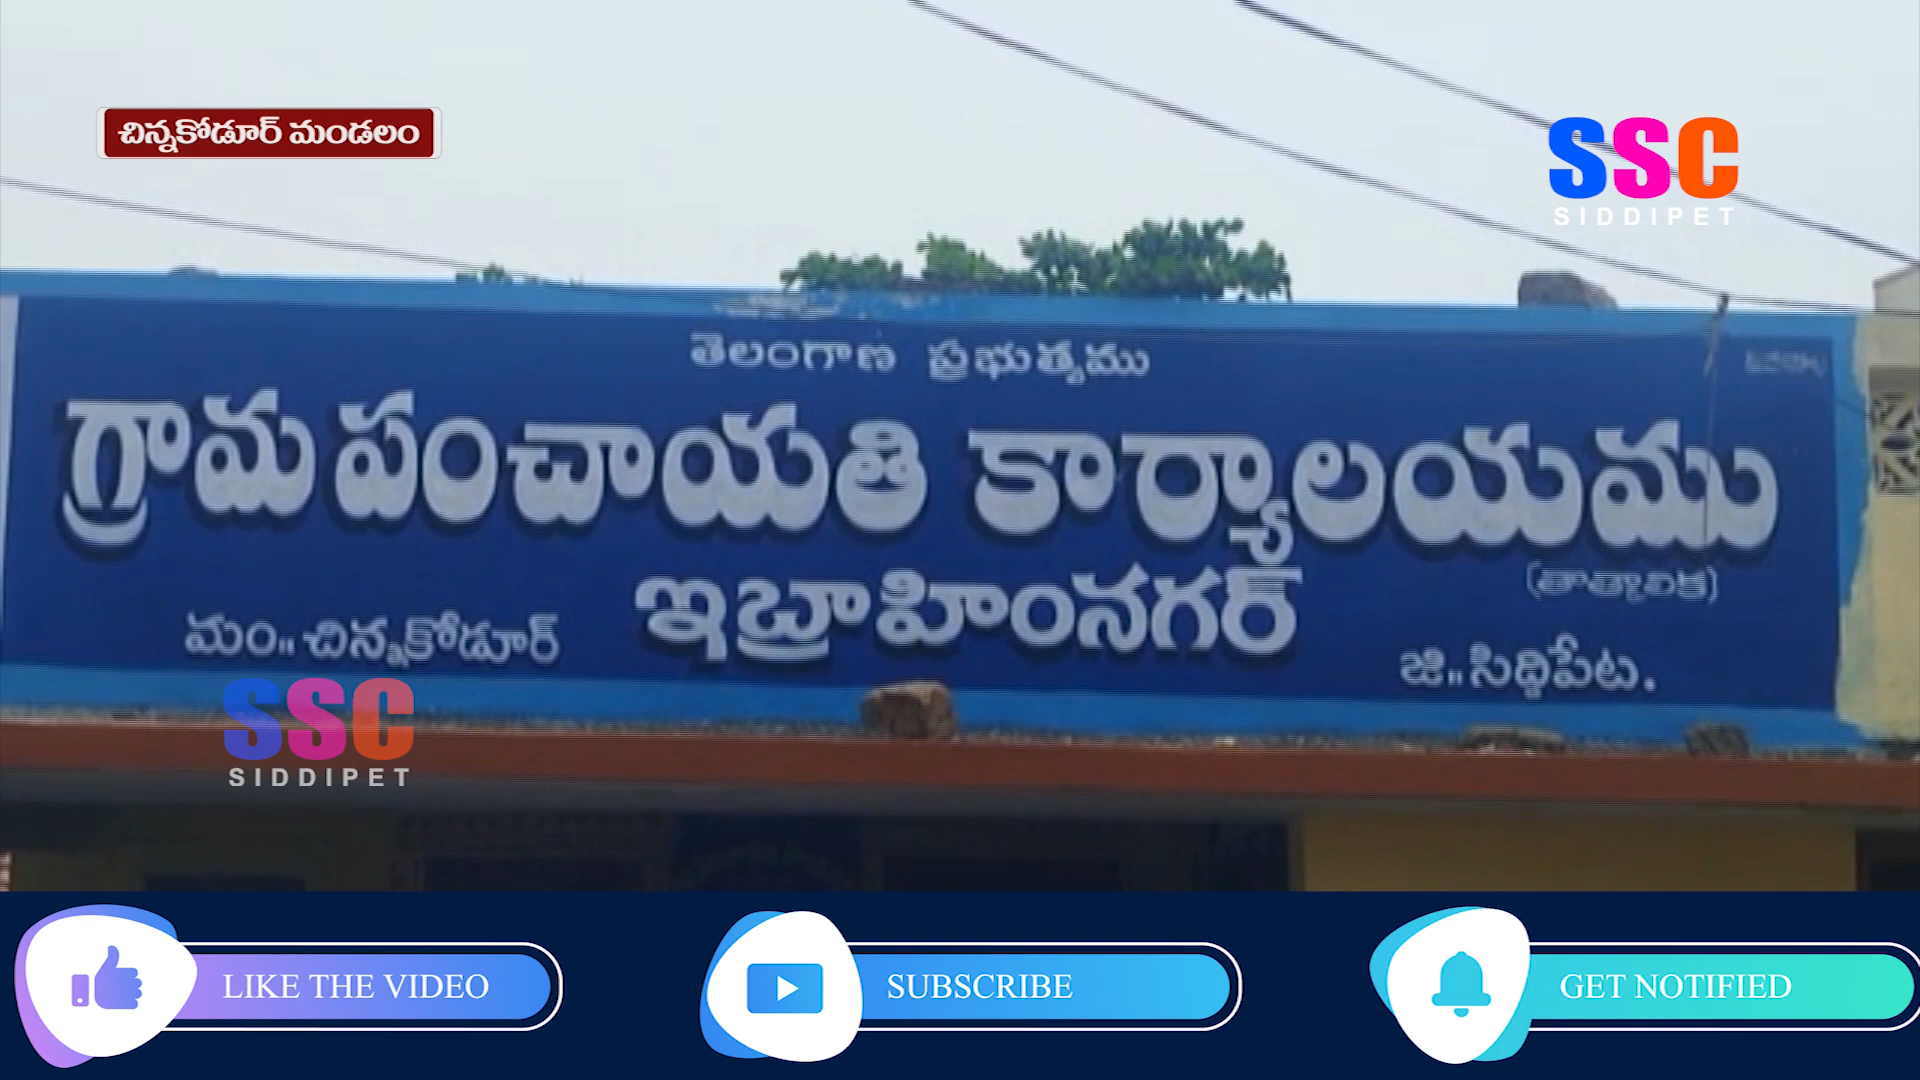 చిన్నకోడూర్ మండలం
SSC
SIDDIPET
తెలంగాణ ప్రభుత్వము
గ్రామ పంచాయతి కార్యాలయము
(తాత్కాలిక)
ఇబ్రాహింనగర్
మం॥ చిన్నకోడూర్
జి॥ సిద్ధిపేట.
SSC
SIDDIPET
LIKE THE VIDEO
SUBSCRIBE
GET NOTIFIED